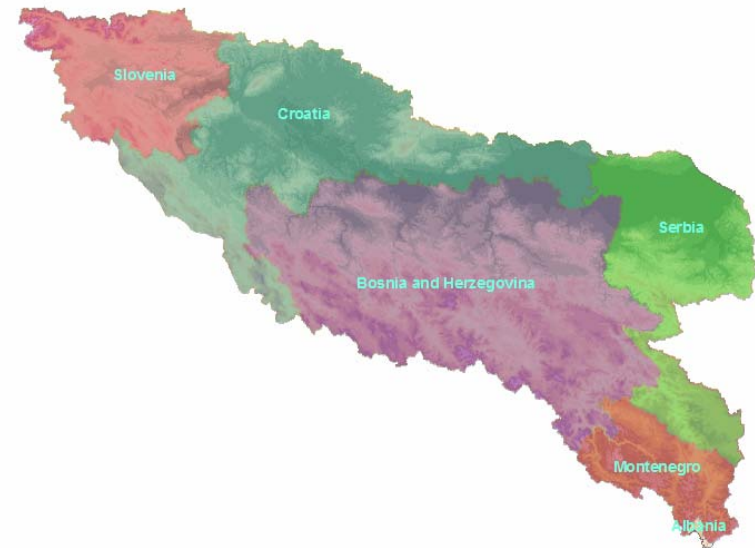 Slovenia
Croatia
Serbia
Bosnia and Herzegovina
Montenegro
Albania